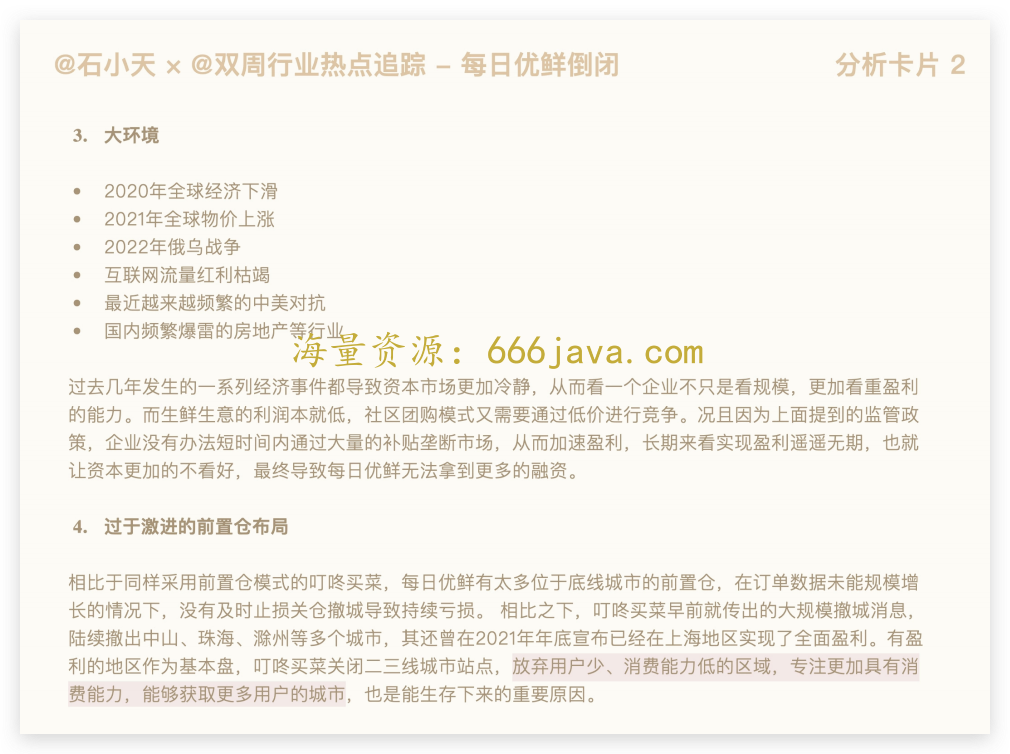 @石小天 × @双周行业热点追踪 – 每日优鲜倒闭
分析卡片 2
3. 大环境
• 2020年全球经济下滑
• 2021年全球物价上涨
• 2022年俄乌战争
• 互联网流量红利枯竭
• 最近越来越频繁的中美对抗
• 国内频繁爆雷的房地产等行业
海量资源：666java.com
过去几年发生的一系列经济事件都导致资本市场更加冷静，从而看一个企业不只是看规模，更加看重盈利
的能力。而生鲜生意的利润本就低，社区团购模式又需要通过低价进行竞争。况且因为上面提到的监管政
策，企业没有办法短时间内通过大量的补贴垄断市场，从而加速盈利，长期来看实现盈利遥遥无期，也就
让资本更加的不看好，最终导致每日优鲜无法拿到更多的融资。
4. 过于激进的前置仓布局
相比于同样采用前置仓模式的叮咚买菜，每日优鲜有太多位于底线城市的前置仓，在订单数据未能规模增
长的情况下，没有及时止损关仓撤城导致持续亏损。 相比之下，叮咚买菜早前就传出的大规模撤城消息，
陆续撤出中山、珠海、滁州等多个城市，其还曾在2021年年底宣布已经在上海地区实现了全面盈利。有盈
利的地区作为基本盘，叮咚买菜关闭二三线城市站点，放弃用户少、消费能力低的区域，专注更加具有消
费能力，能够获取更多用户的城市，也是能生存下来的重要原因。